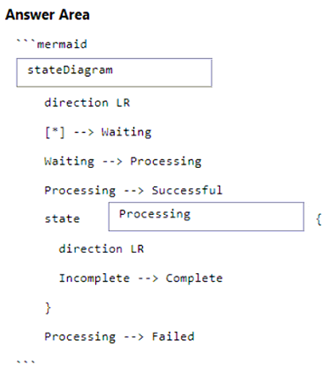 Answer Area
```mermaid
stateDiagram
direction LR
[*] --> Waiting
Waiting --> Processing
Processing --> Successful
state Processing {
direction LR
Incomplete --> Complete
}
Processing --> Failed
```